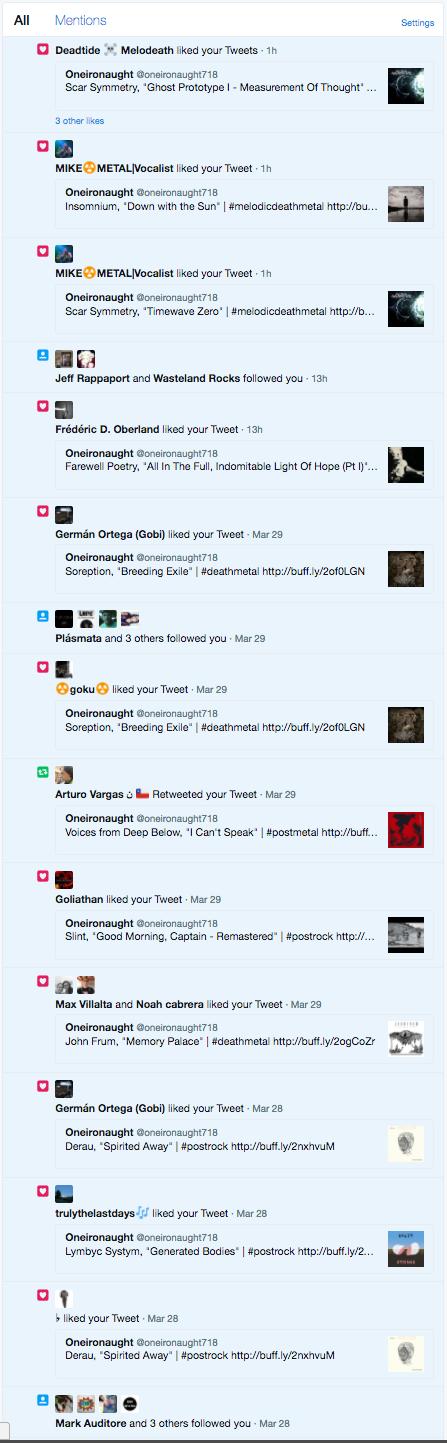 All Mentions Settings
Deadtide ☠️ Melodeath liked your Tweets · 1h
Oneironaught @oneironaught718
Scar Symmetry, "Ghost Prototype I - Measurement Of Thought" ...
3 other likes
MIKE☢️METAL|Vocalist liked your Tweet · 1h
Oneironaught @oneironaught718
Insomnium, "Down with the Sun" | #melodicdeathmetal http://bu...
MIKE☢️METAL|Vocalist liked your Tweet · 1h
Oneironaught @oneironaught718
Scar Symmetry, "Timewave Zero" | #melodicdeathmetal http://b...
Jeff Rappaport and Wasteland Rocks followed you · 13h
Frédéric D. Oberland liked your Tweet · 13h
Oneironaught @oneironaught718
Farewell Poetry, "All In The Full, Indomitable Light Of Hope (Pt I)"...
Germán Ortega (Gobi) liked your Tweet · Mar 29
Oneironaught @oneironaught718
Soreption, "Breeding Exile" | #deathmetal http://buff.ly/2of0LGN
Plásmata and 3 others followed you · Mar 29
☢️goku☢️ liked your Tweet · Mar 29
Oneironaught @oneironaught718
Soreption, "Breeding Exile" | #deathmetal http://buff.ly/2of0LGN
Arturo Vargas ن 🇨🇱 Retweeted your Tweet · Mar 29
Oneironaught @oneironaught718
Voices from Deep Below, "I Can't Speak" | #postmetal http://buff...
Goliathan liked your Tweet · Mar 29
Oneironaught @oneironaught718
Slint, "Good Morning, Captain - Remastered" | #postrock http://...
Max Villalta and Noah cabrera liked your Tweet · Mar 29
Oneironaught @oneironaught718
John Frum, "Memory Palace" | #deathmetal http://buff.ly/2ogCoZr
Germán Ortega (Gobi) liked your Tweet · Mar 28
Oneironaught @oneironaught718
Derau, "Spirited Away" | #postrock http://buff.ly/2nxhvuM
trulythelastdays🎶 liked your Tweet · Mar 28
Oneironaught @oneironaught718
Lymbyc Systym, "Generated Bodies" | #postrock http://buff.ly/2...
♭ liked your Tweet · Mar 28
Oneironaught @oneironaught718
Derau, "Spirited Away" | #postrock http://buff.ly/2nxhvuM
Mark Auditore and 3 others followed you · Mar 28